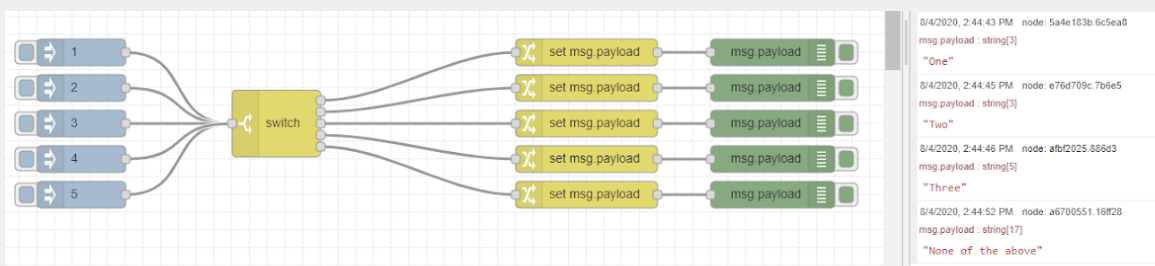 1
2
3
4
5
switch
set msg.payload
set msg.payload
set msg.payload
set msg.payload
set msg.payload
msg.payload
msg.payload
msg.payload
msg.payload
msg.payload
8/4/2020, 2:44:43 PM node: 5a4e183b.6c5ea8
msg.payload : string[3]
"One"
8/4/2020, 2:44:45 PM node: e76d709c.7b6e5
msg.payload : string[3]
"Two"
8/4/2020, 2:44:46 PM node: afbf2025.886d3
msg.payload : string[5]
"Three"
8/4/2020, 2:44:52 PM node: a6700551.16ff28
msg.payload : string[17]
"None of the above"